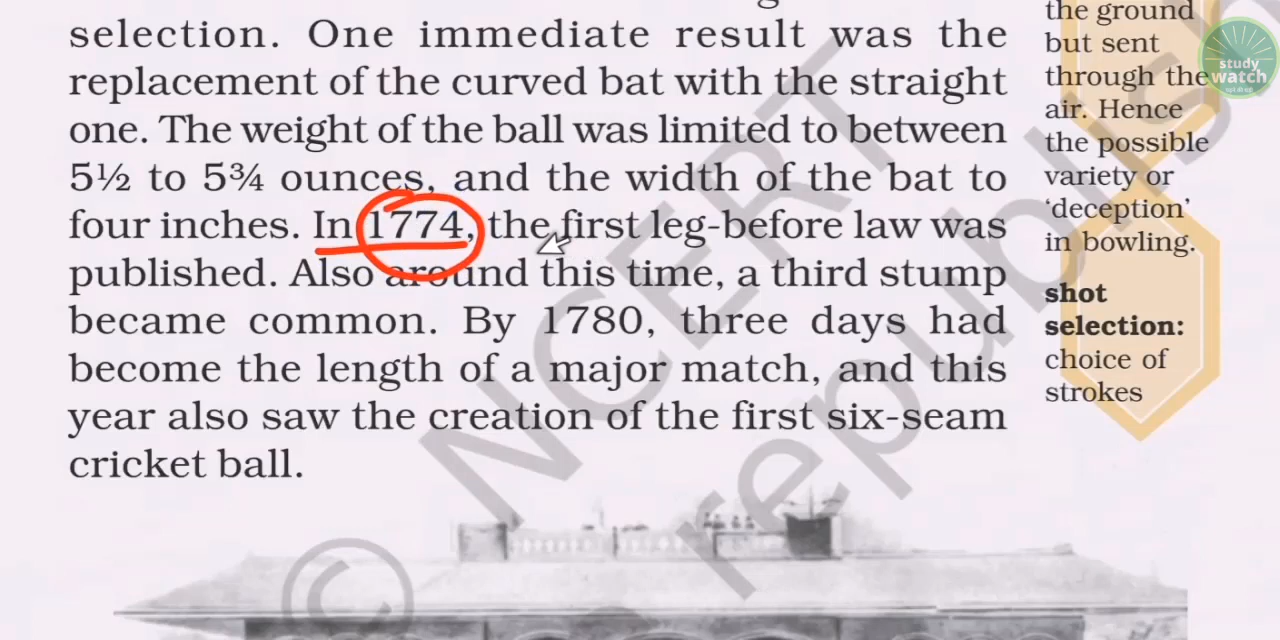 selection. One immediate result was the
replacement of the curved bat with the straight
one. The weight of the ball was limited to between
5½ to 5¾ ounces, and the width of the bat to
four inches. In 1774, the first leg-before law was
published. Also around this time, a third stump
became common. By 1780, three days had
become the length of a major match, and this
year also saw the creation of the first six-seam
cricket ball.
the ground
but sent
through the
air. Hence
the possible
variety or
‘deception’
in bowling.
shot
selection:
choice of
strokes
study
watch
© NCERT
republish